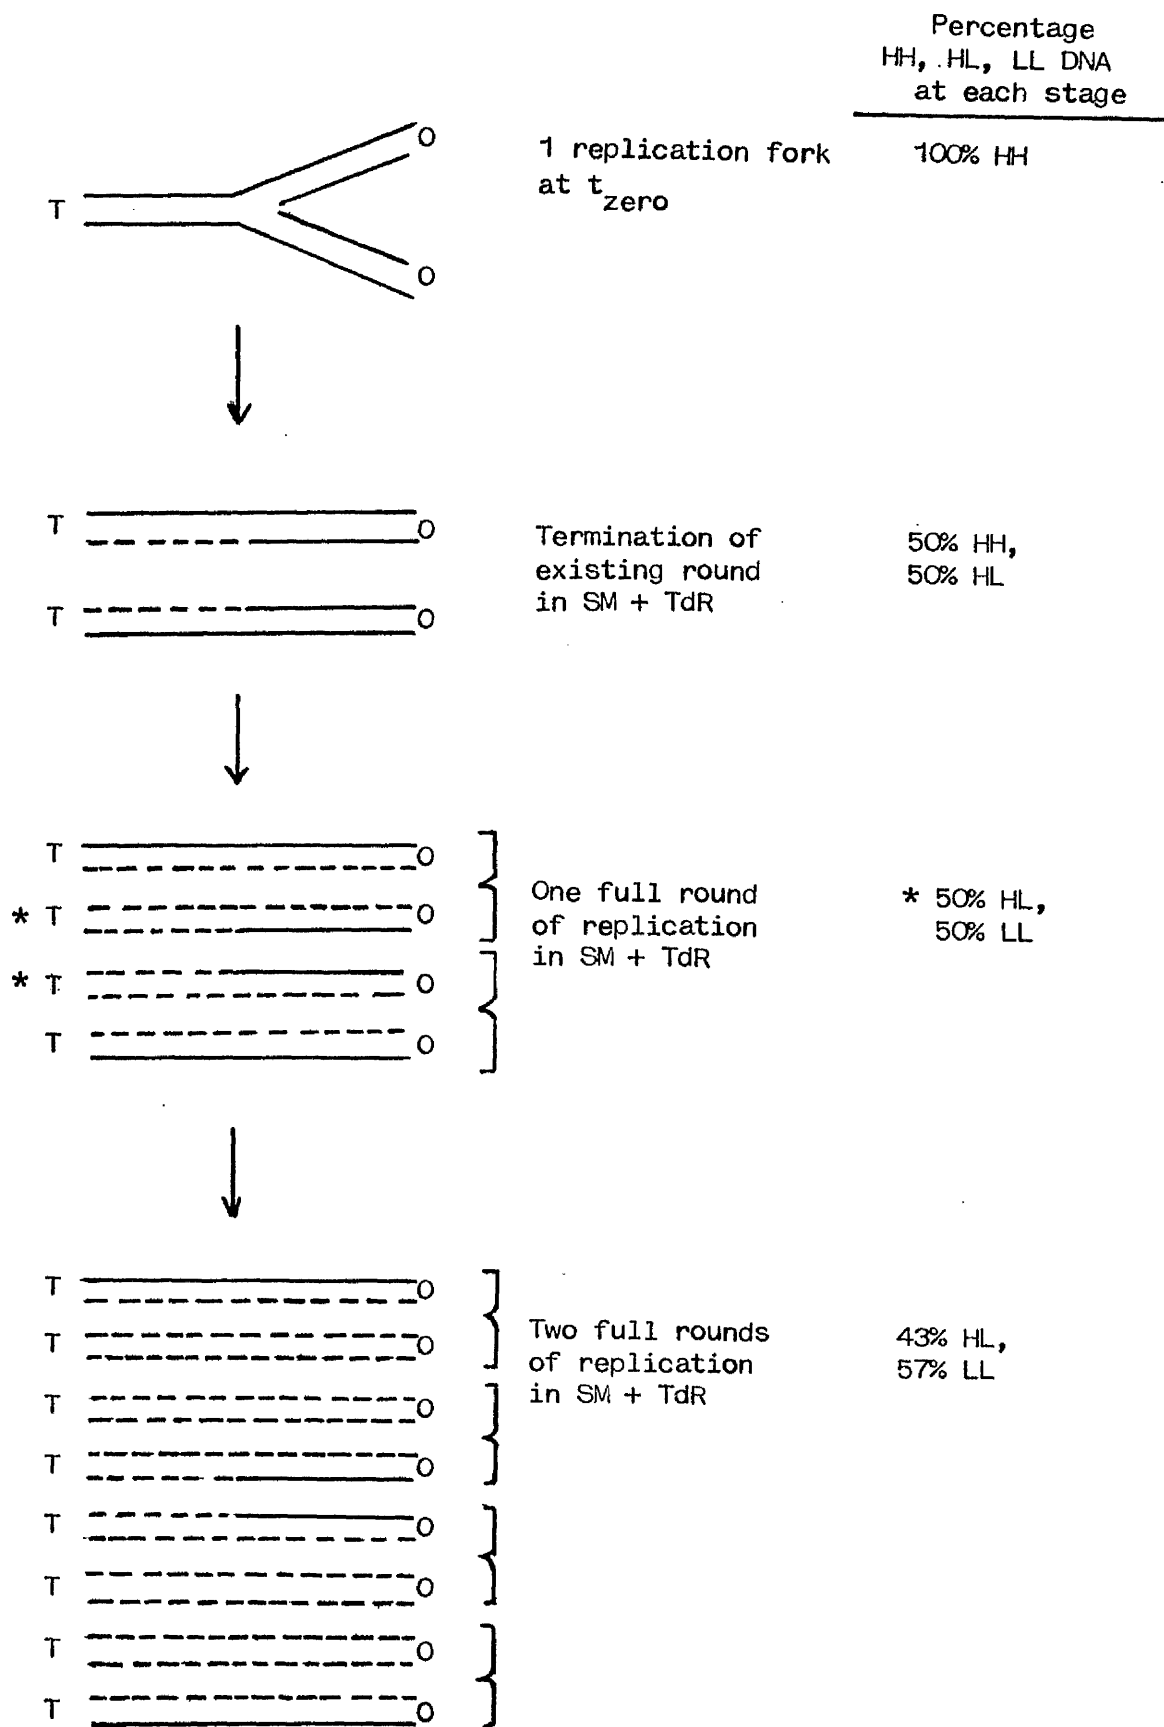 Percentage
HH, HL, LL DNA
at each stage
O
1 replication fork 100% HH
at t zero
T
O
T O
Termination of 50% HH,
existing round 50% HL
in SM + TdR
T O
T O
One full round * 50% HL,
of replication 50% LL
in SM + TdR
* T O
* T O
T O
T O
Two full rounds 43% HL,
of replication 57% LL
in SM + TdR
T O
T O
T O
T O
T O
T O
T O